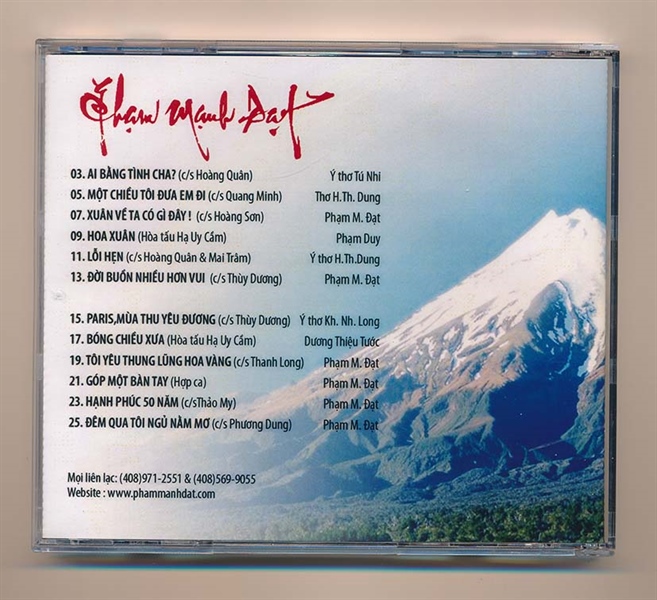 Phạm Mạnh Đạt
03. AI BẰNG TÌNH CHA? (c/s Hoàng Quân) Ý thơ Tú Nhi
05. MỘT CHIỀU TÔI ĐƯA EM ĐI (c/s Quang Minh) Thơ H.Th. Dung
07. XUÂN VỀ TA CÓ GÌ ĐÂY ! (c/s Hoàng Sơn) Phạm M. Đạt
09. HOA XUÂN (Hòa tấu Hạ Uy Cầm) Phạm Duy
11. LỖI HẸN (c/s Hoàng Quân & Mai Trâm) Ý thơ H.Th.Dung
13. ĐỜI BUỒN NHIỀU HƠN VUI (c/s Thùy Dương) Phạm M. Đạt
15. PARIS,MÙA THU YÊU ĐƯƠNG (c/s Thùy Dương) Ý thơ Kh. Nh. Long
17. BÓNG CHIỀU XƯA (Hòa tấu Hạ Uy Cầm) Dương Thiệu Tước
19. TÔI YÊU THUNG LŨNG HOA VÀNG (c/s Thanh Long) Phạm M. Đạt
21. GÓP MỘT BÀN TAY (Hợp ca) Phạm M. Đạt
23. HẠNH PHÚC 50 NĂM (c/sThảo My) Phạm M. Đạt
25. ĐÊM QUA TÔI NGỦ NẰM MƠ (c/s Phương Dung) Phạm M. Đạt
Mọi liên lạc: (408)971-2551 & (408)569-9055
Website : www.phammanhdat.com